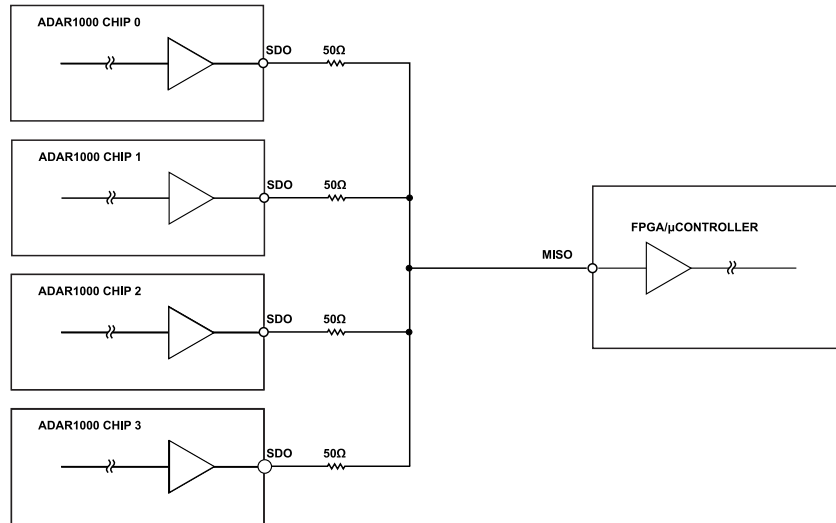 ADAR1000 CHIP 0
SDO
50Ω
ADAR1000 CHIP 1
SDO
50Ω
FPGA/μCONTROLLER
MISO
ADAR1000 CHIP 2
SDO
50Ω
ADAR1000 CHIP 3
SDO
50Ω